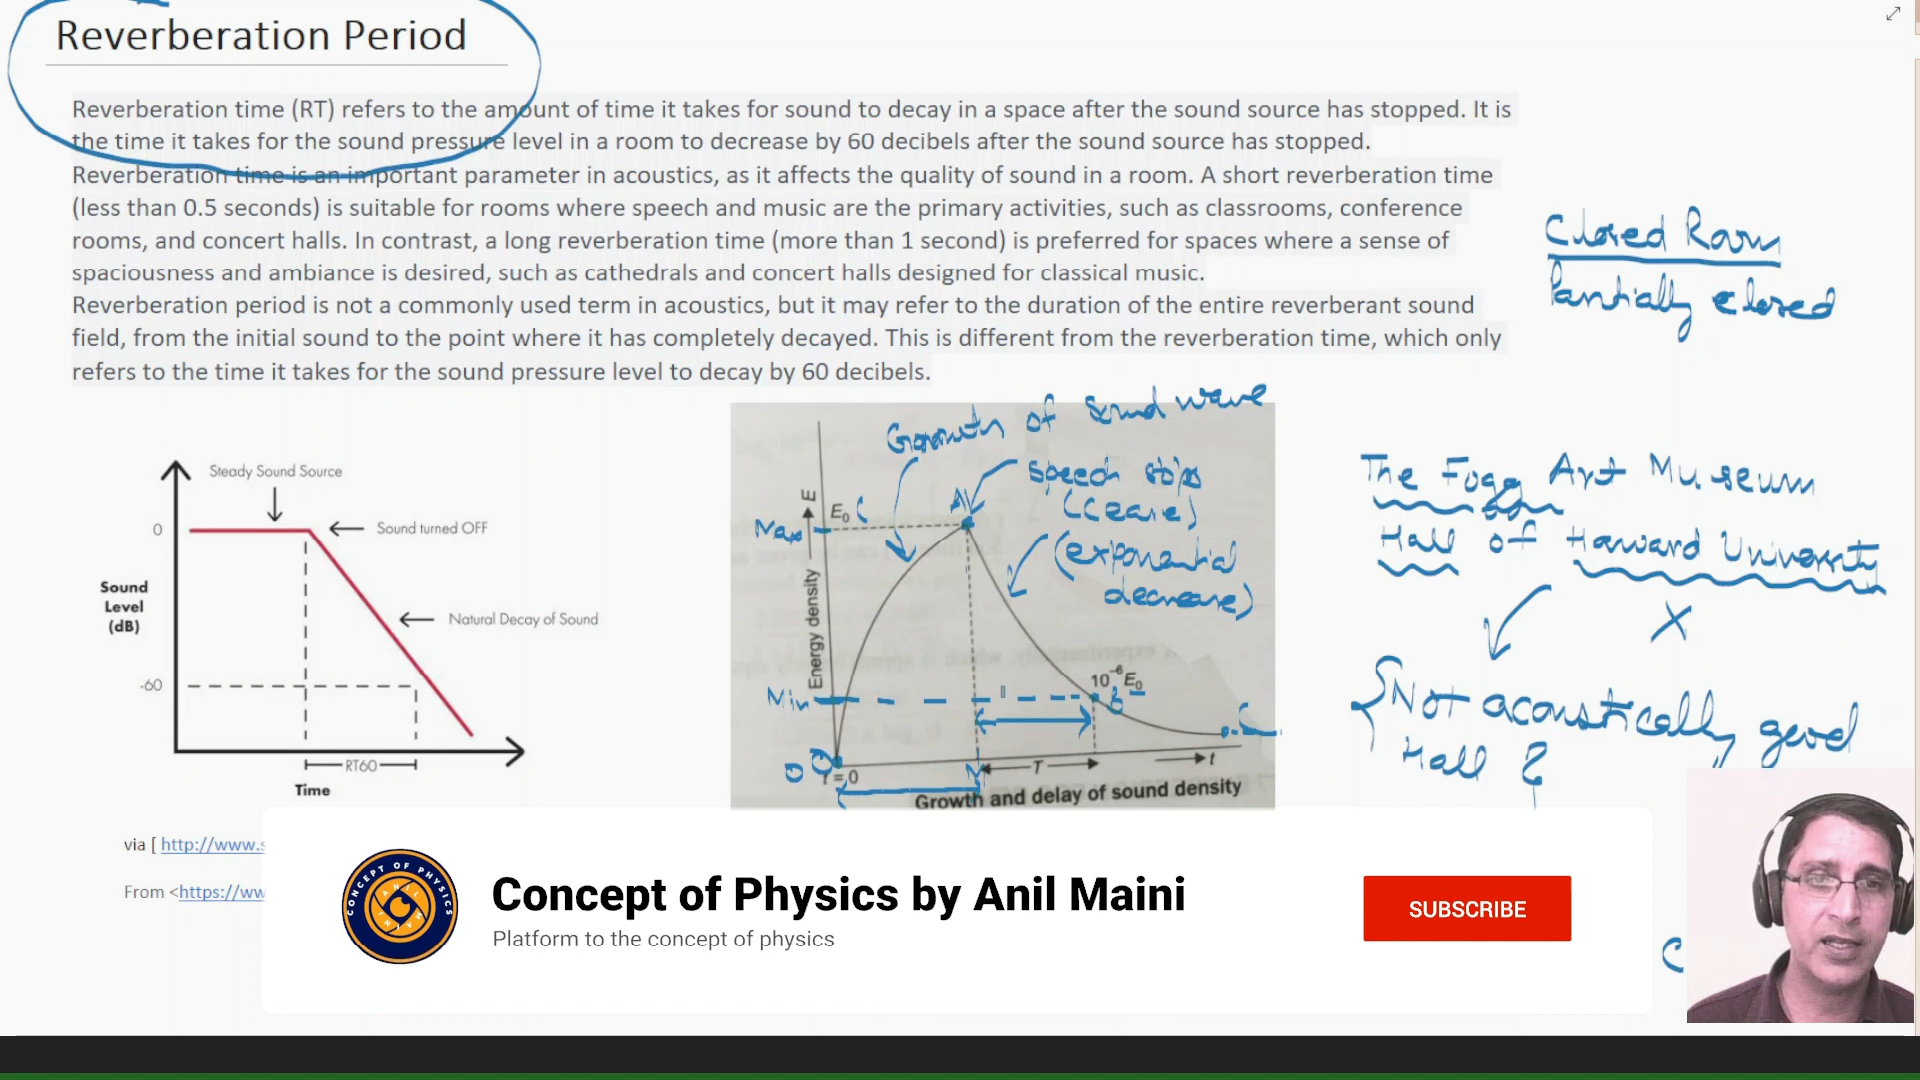 Reverberation Period
Reverberation time (RT) refers to the amount of time it takes for sound to decay in a space after the sound source has stopped. It is
the time it takes for the sound pressure level in a room to decrease by 60 decibels after the sound source has stopped.
Reverberation time is an important parameter in acoustics, as it affects the quality of sound in a room. A short reverberation time
(less than 0.5 seconds) is suitable for rooms where speech and music are the primary activities, such as classrooms, conference
rooms, and concert halls. In contrast, a long reverberation time (more than 1 second) is preferred for spaces where a sense of
spaciousness and ambiance is desired, such as cathedrals and concert halls designed for classical music.
Reverberation period is not a commonly used term in acoustics, but it may refer to the duration of the entire reverberant sound
field, from the initial sound to the point where it has completely decayed. This is different from the reverberation time, which only
refers to the time it takes for the sound pressure level to decay by 60 decibels.
Closed Room
Partially closed
Steady Sound Source
0
Sound turned OFF
Sound
Level
(dB)
Natural Decay of Sound
-60
RT60
Time
Growth of sound wave
Speech stops
(Ceare)
(exponential
decrease)
E
E₀
A
Max
Energy density
Min
10⁻⁶E₀
B
C
O
t=0
N
T
t
Growth and delay of sound density
The Fogg Art Museum
Hall of Harward University
X
Not acoustically good
Hall ?
via [ http://www.s
From <https://ww
CONCEPT OF PHYSICS
ANIL MAINI
Concept of Physics by Anil Maini
Platform to the concept of physics
SUBSCRIBE
C